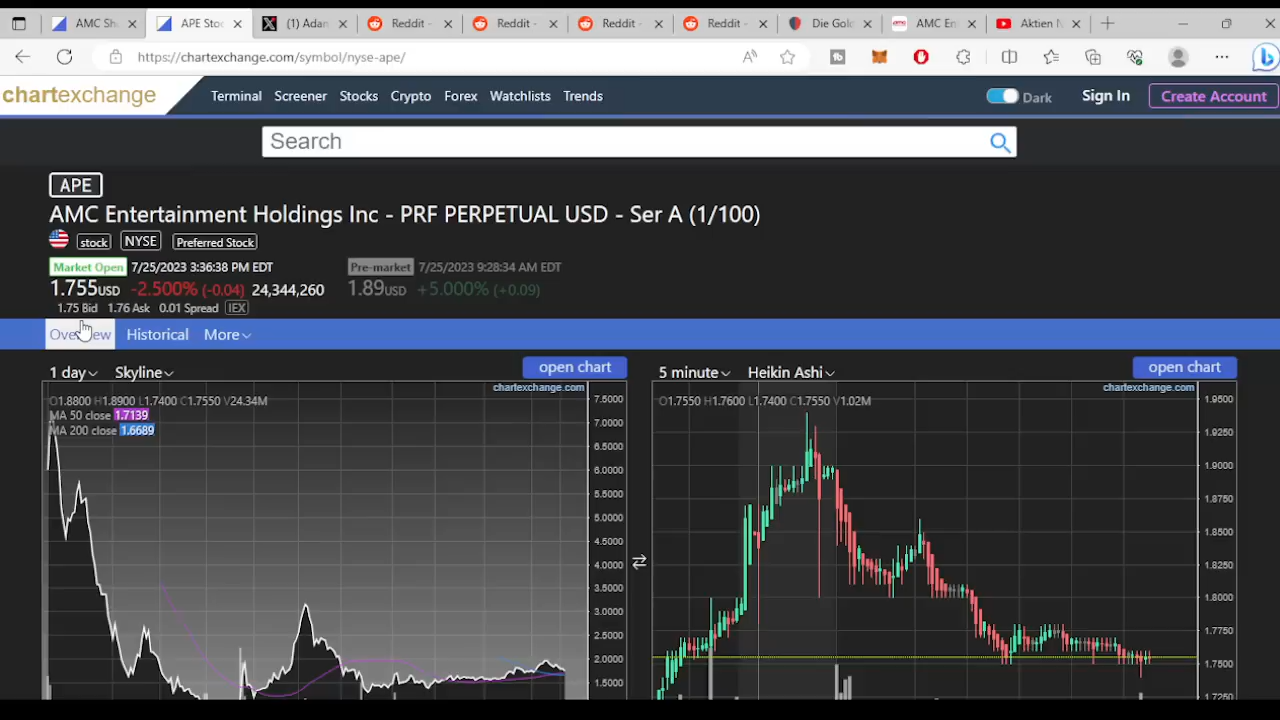 AMC Sh
APE Stoc
(1) Adan
Reddit -
Reddit -
Reddit -
Reddit -
Die Gold
AMC En
Aktien N
https://chartexchange.com/symbol/nyse-ape/
chartexchange
Terminal Screener Stocks Crypto Forex Watchlists Trends
Dark
Sign In
Create Account
Search
APE
AMC Entertainment Holdings Inc - PRF PERPETUAL USD - Ser A (1/100)
stock NYSE Preferred Stock
Market Open 7/25/2023 3:36:38 PM EDT
Pre-market 7/25/2023 9:28:34 AM EDT
1.755USD -2.500% (-0.04) 24,344,260
1.89USD +5.000% (+0.09)
1.75 Bid 1.76 Ask 0.01 Spread IEX
Overview Historical More
1 day Skyline
open chart
chartexchange.com
O1.8800 H1.8900 L1.7400 C1.7550 V24.34M
MA 50 close 1.7139
MA 200 close 1.6689
7.5000
7.0000
6.5000
6.0000
5.5000
5.0000
4.5000
4.0000
3.5000
3.0000
2.5000
2.0000
1.5000
5 minute Heikin Ashi
open chart
chartexchange.com
O1.7550 H1.7600 L1.7400 C1.7550 V1.02M
1.9500
1.9250
1.9000
1.8750
1.8500
1.8250
1.8000
1.7750
1.7500
1.7250